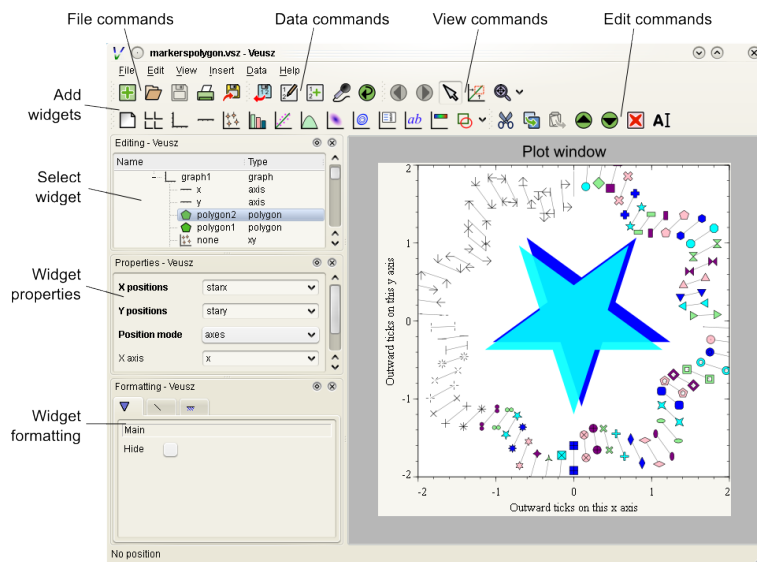 File commands
Data commands
View commands
Edit commands
markerspolygon.vsz - Veusz
File Edit View Insert Data Help
Add
widgets
ab
A
Editing - Veusz
Name Type
graph1 graph
x axis
y axis
polygon2 polygon
polygon1 polygon
none xy
Select
widget
Properties - Veusz
X positions starx
Y positions stary
Position mode axes
X axis x
Widget
properties
Formatting - Veusz
Main
Hide
Widget
formatting
No position
Plot window
Outward ticks on this y axis
2
1
0
-1
-2
-2 -1 0 1 2
Outward ticks on this x axis